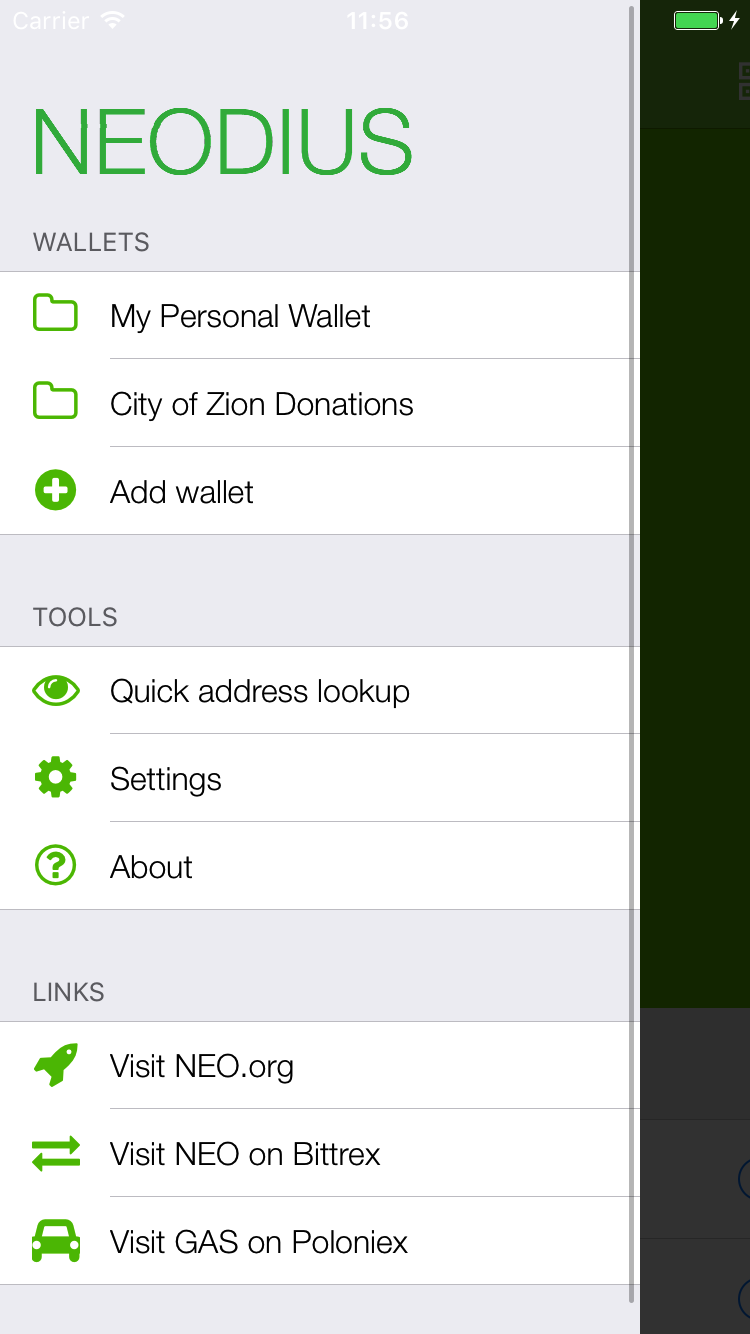 Carrier 11:56
NEODIUS
WALLETS
My Personal Wallet
City of Zion Donations
Add wallet
TOOLS
Quick address lookup
Settings
About
LINKS
Visit NEO.org
Visit NEO on Bittrex
Visit GAS on Poloniex